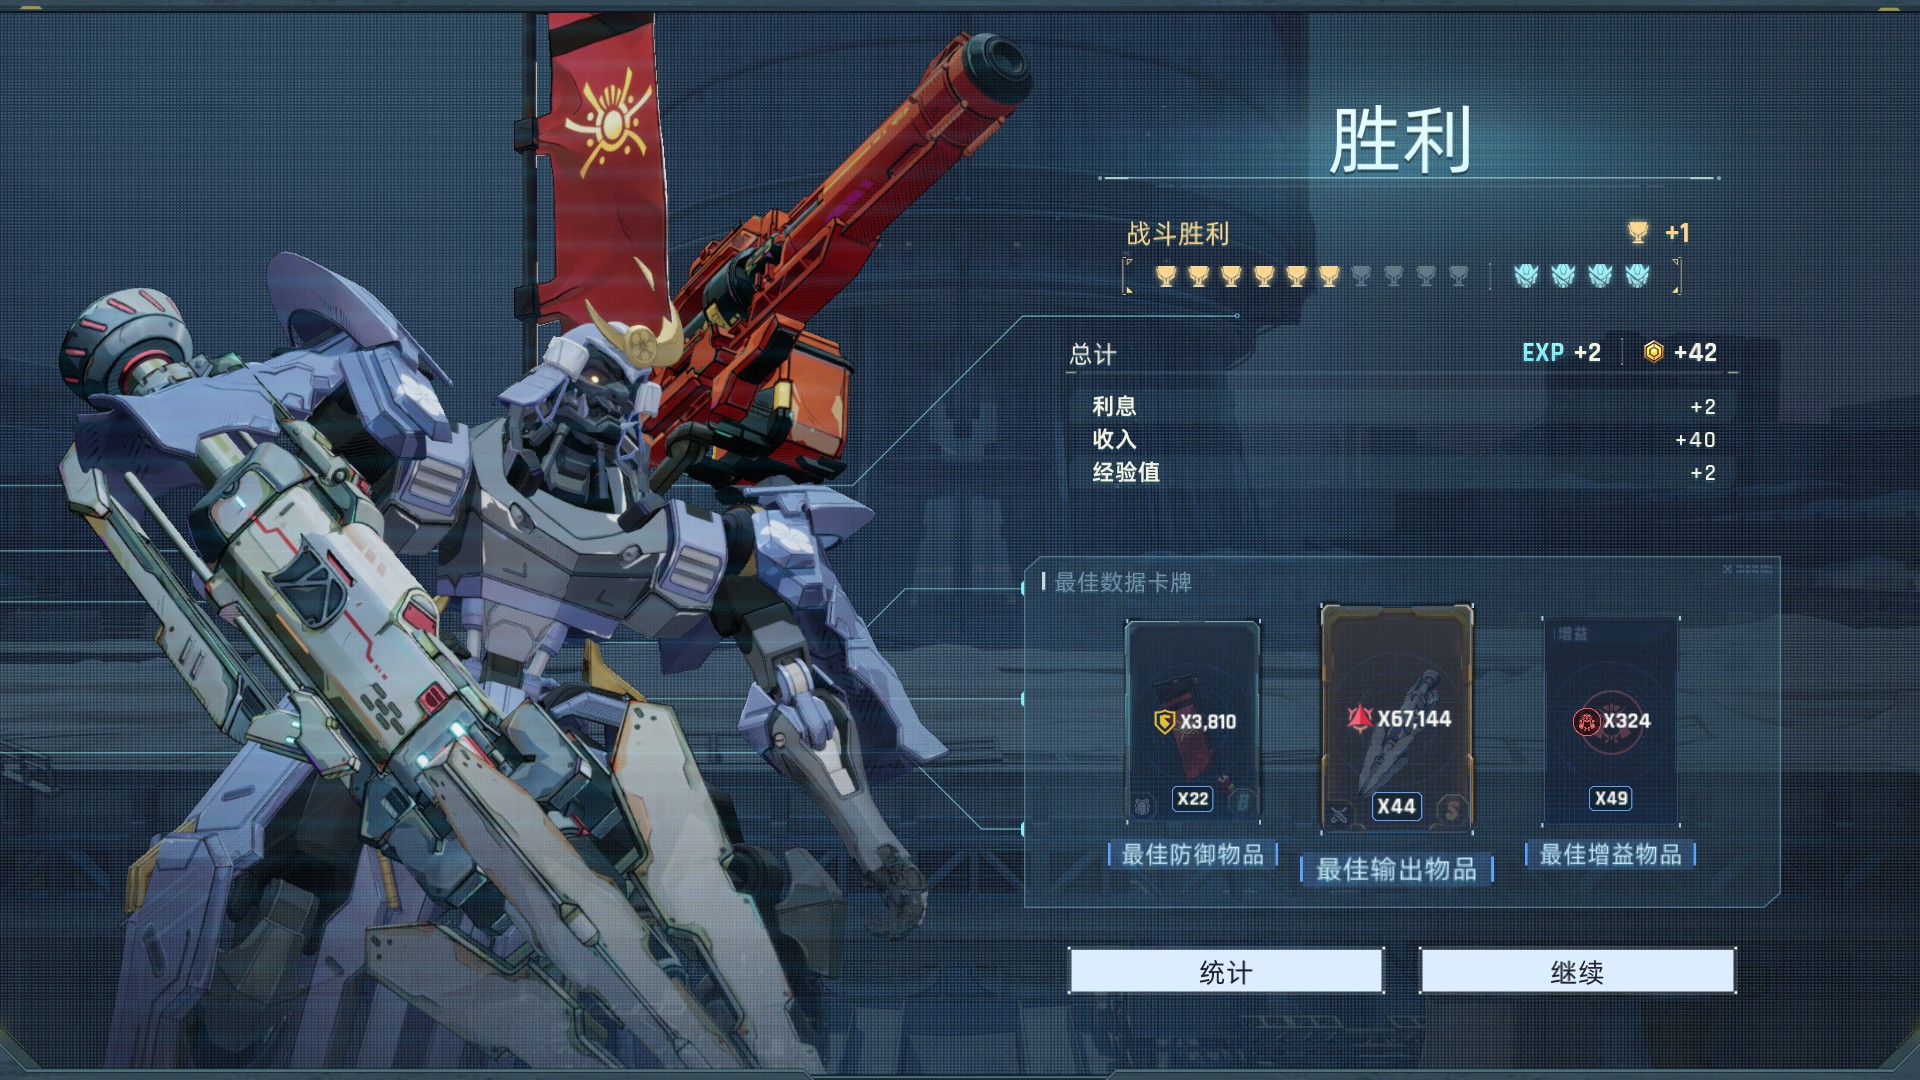 胜利
战斗胜利 +1
总计 EXP +2 +42
利息 +2
收入 +40
经验值 +2
最佳数据卡牌
增益
X3,810 X67,144 X324
X22 B X44 S X49
最佳防御物品 最佳输出物品 最佳增益物品
统计 继续